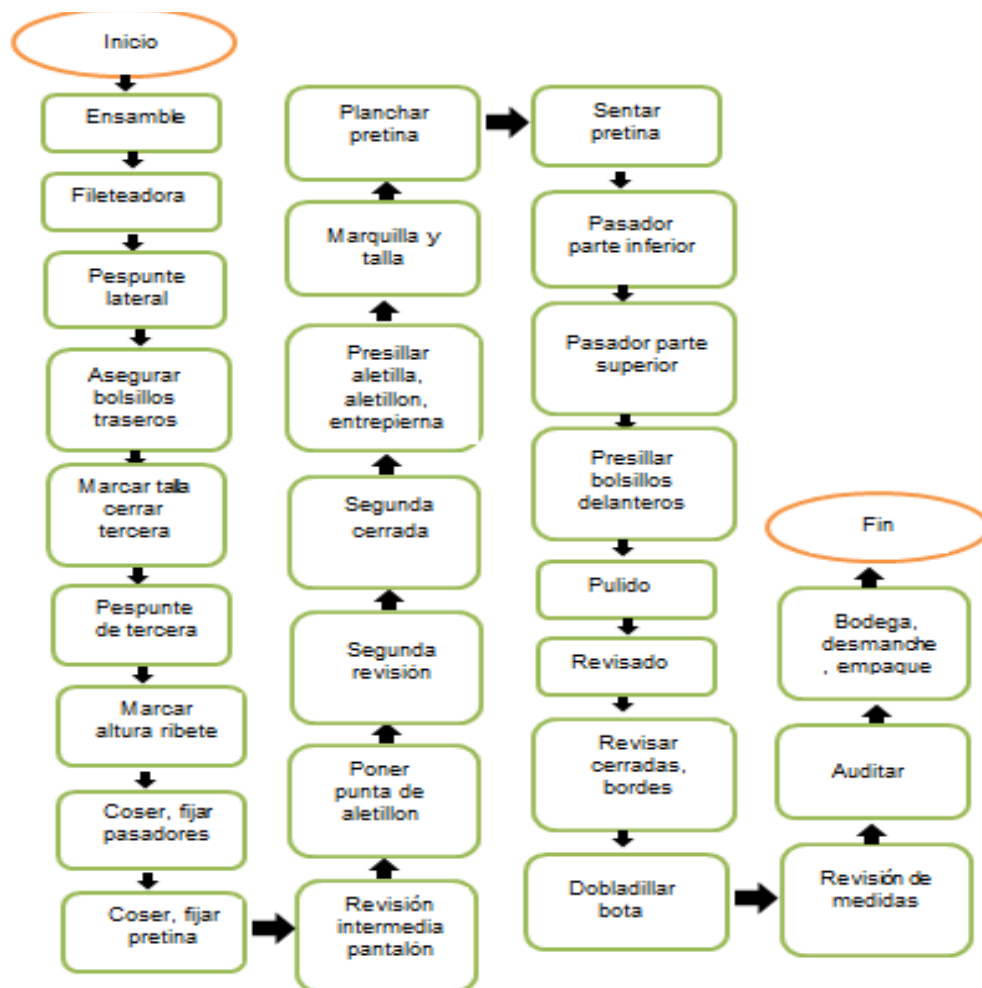 Inicio
Ensamble
Fileteadora
Pespunte
lateral
Asegurar
bolsillos
traseros
Marcar talla
cerrar
tercera
Pespunte
de tercera
Marcar
altura ribete
Coser, fijar
pasadores
Coser, fijar
pretina
Revisión
intermedia
pantalón
Poner
punta de
aletillon
Segunda
revisión
Segunda
cerrada
Presillar
aletilla,
aletillon,
entrepierna
Marquilla y
talla
Planchar
pretina
Sentar
pretina
Pasador
parte inferior
Pasador parte
superior
Presillar
bolsillos
delanteros
Pulido
Revisado
Revisar
cerradas,
bordes
Dobladillar
bota
Revisión de
medidas
Auditar
Bodega,
desmanche
, empaque
Fin